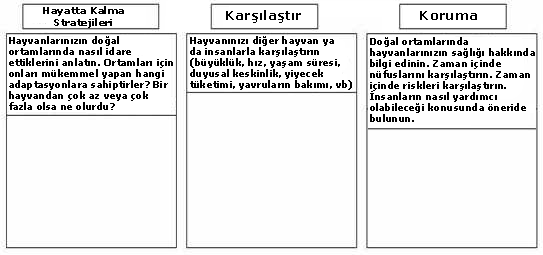 Hayatta Kalma
Stratejileri
Hayvanlarınızın doğal
ortamlarında nasıl idare
ettiklerini anlatın. Ortamları için
onları mükemmel yapan hangi
adaptasyonlara sahiptirler? Bir
hayvandan çok az veya çok
fazla olsa ne olurdu?
Karşılaştır
Hayvanınızı diğer hayvan ya
da insanlarla karşılaştırın
(büyüklük, hız, yaşam süresi,
duyusal keskinlik, yiyecek
tüketimi, yavruların bakımı, vb)
Koruma
Doğal ortamlarında
hayvanlarınızın sağlığı hakkında
bilgi edinin. Zaman içinde
nüfuslarını karşılaştırın. Zaman
içinde riskleri karşılaştırın.
İnsanların nasıl yardımcı
olabileceği konusunda öneride
bulunun.